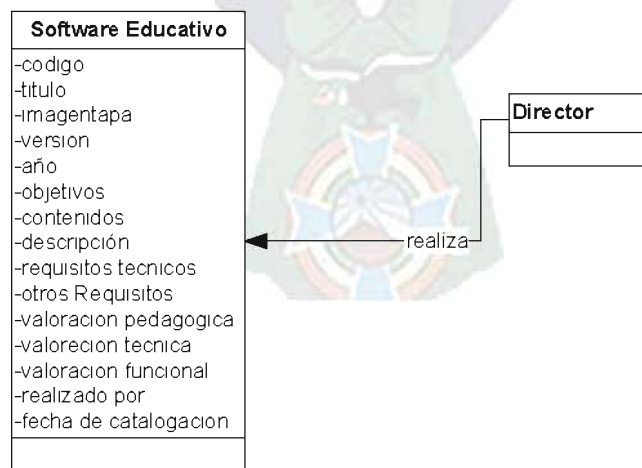 Software Educativo
-codigo
-titulo
-imagentapa
-version
-año
-objetivos
-contenidos
-descripción
-requisitos tecnicos
-otros Requisitos
-valoracion pedagogica
-valorecion tecnica
-valoracion funcional
-realizado por
-fecha de catalogacion
Director
realiza